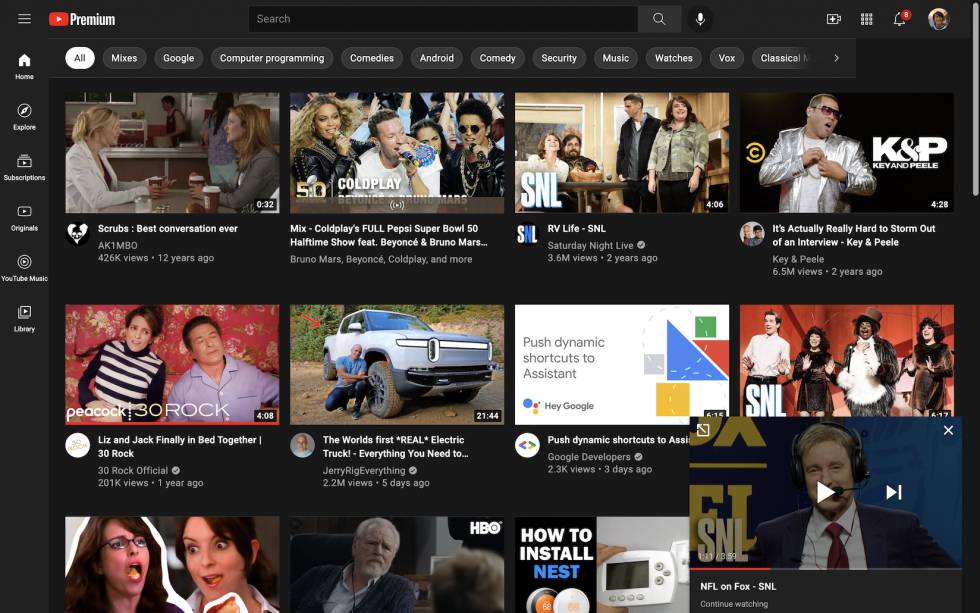 Premium
Search
8
All
Mixes
Google
Computer programming
Comedies
Android
Comedy
Security
Music
Watches
Vox
Classical M
Home
Explore
Subscriptions
Originals
YouTube Music
Library
0:32
Scrubs : Best conversation ever
AK1MBO
426K views • 12 years ago
50
COLDPLAY
BEYONCÉ & BRUNO MARS
Mix - Coldplay's FULL Pepsi Super Bowl 50
Halftime Show feat. Beyoncé & Bruno Mars...
Bruno Mars, Beyoncé, Coldplay, and more
SNL
4:06
SNL
RV Life - SNL
Saturday Night Live
3.6M views • 2 years ago
K&P
KEY AND PEELE
4:28
It's Actually Really Hard to Storm Out
of an Interview - Key & Peele
Key & Peele
6.5M views • 2 years ago
peacock 30 ROCK
4:08
Liz and Jack Finally in Bed Together |
30 Rock
30 Rock Official
201K views • 1 year ago
21:44
The Worlds first *REAL* Electric
Truck! - Everything You Need to...
JerryRigEverything
2.2M views • 5 days ago
Push dynamic
shortcuts to
Assistant
Hey Google
6:15
Push dynamic shortcuts to Assi
Google Developers
2.3K views • 3 days ago
SNL
6:17
HBO
HOW TO
INSTALL
NEST
68
68
FOX
NFL
SNL
1:11 / 3:59
NFL on Fox - SNL
Continue watching